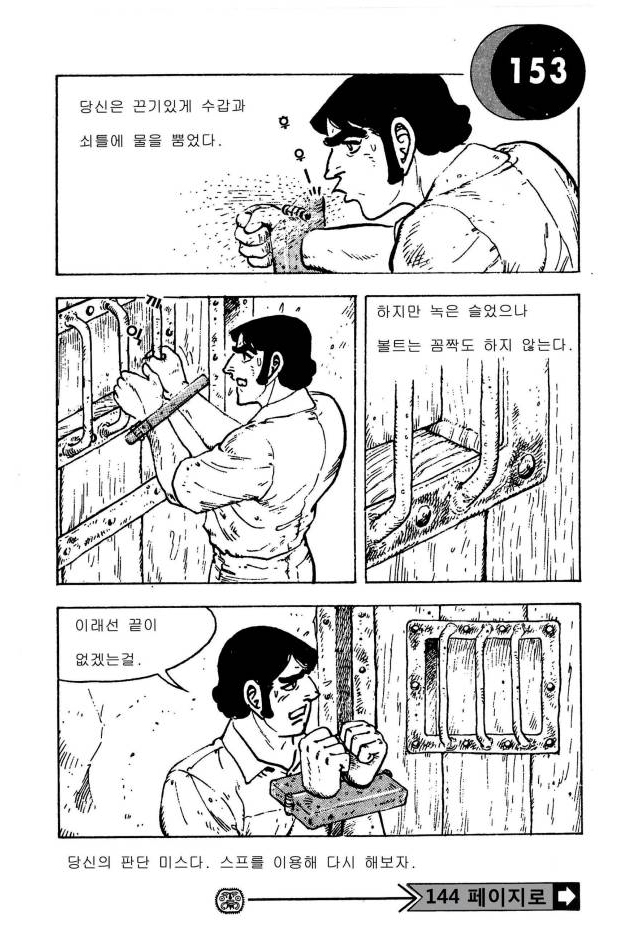 153
당신은 끈기있게 수갑과
쇠틀에 물을 뿜었다.
후
우
끼
익
하지만 녹은 슬었으나
볼트는 꼼짝도 하지 않는다.
이래선 끝이
없겠는걸.
당신의 판단 미스다. 스프를 이용해 다시 해보자.
144 페이지로